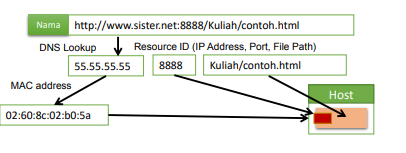 Nama http://www.sister.net:8888/Kuliah/contoh.html
DNS Lookup Resource ID (IP Address, Port, File Path)
55.55.55.55 8888 Kuliah/contoh.html
MAC address
Host
02:60:8c:02:b0:5a